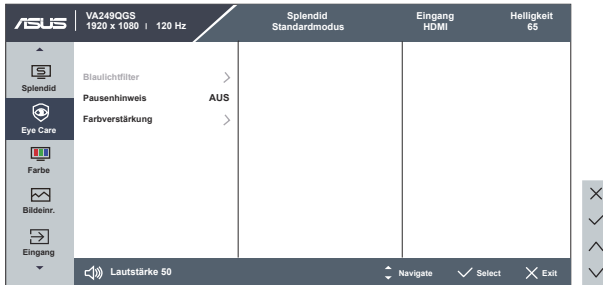 ASUS
VA249QGS
1920 x 1080 | 120 Hz
Splendid
Standardmodus
Eingang
HDMI
Helligkeit
65
Splendid
Eye Care
Farbe
Bildeinr.
Eingang
Blaulichtfilter
Pausenhinweis AUS
Farbverstärkung
Lautstärke 50
Navigate
Select
Exit